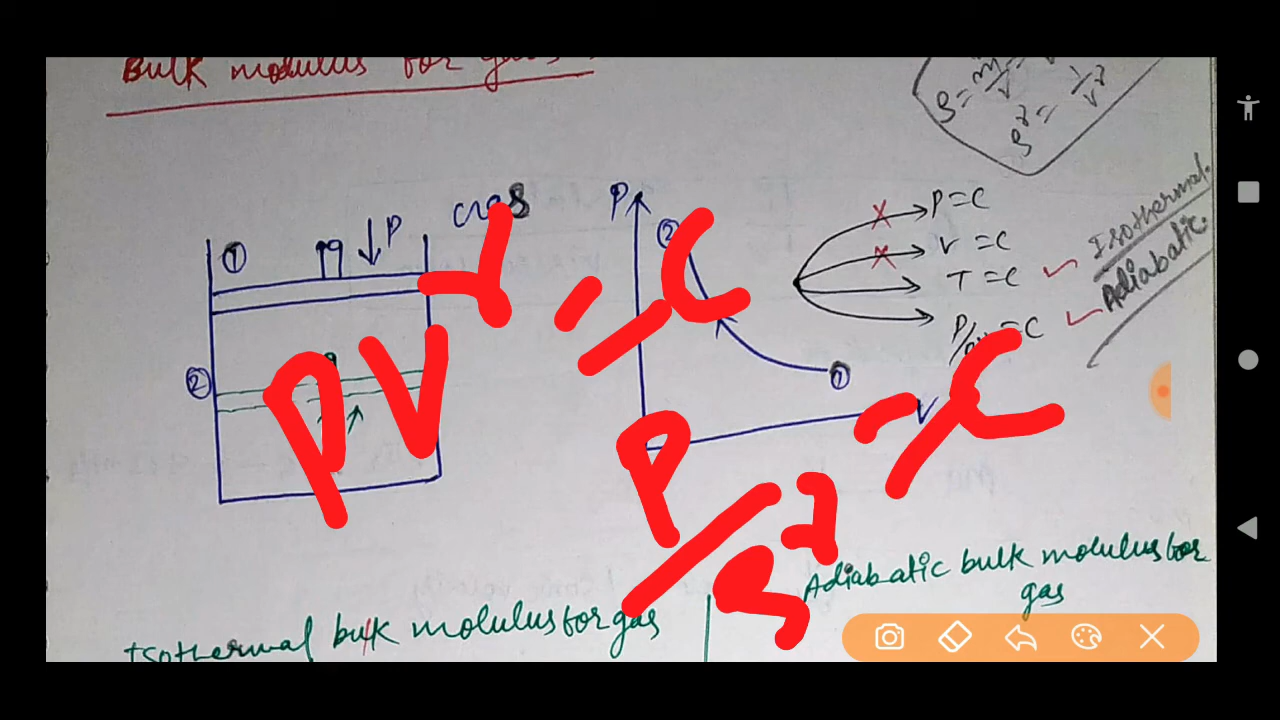 Bulk modulus for gas
ρ = m/v =
ρ^γ = 1/v^γ
Gas
① P
②
P
②
①
V
P = C
V = C
T = C Isothermal.
= C Adiabatic.
PV^γ = C
P/ρ^γ = C
Isothermal bulk modulus for gas
Adiabatic bulk modulus for
gas